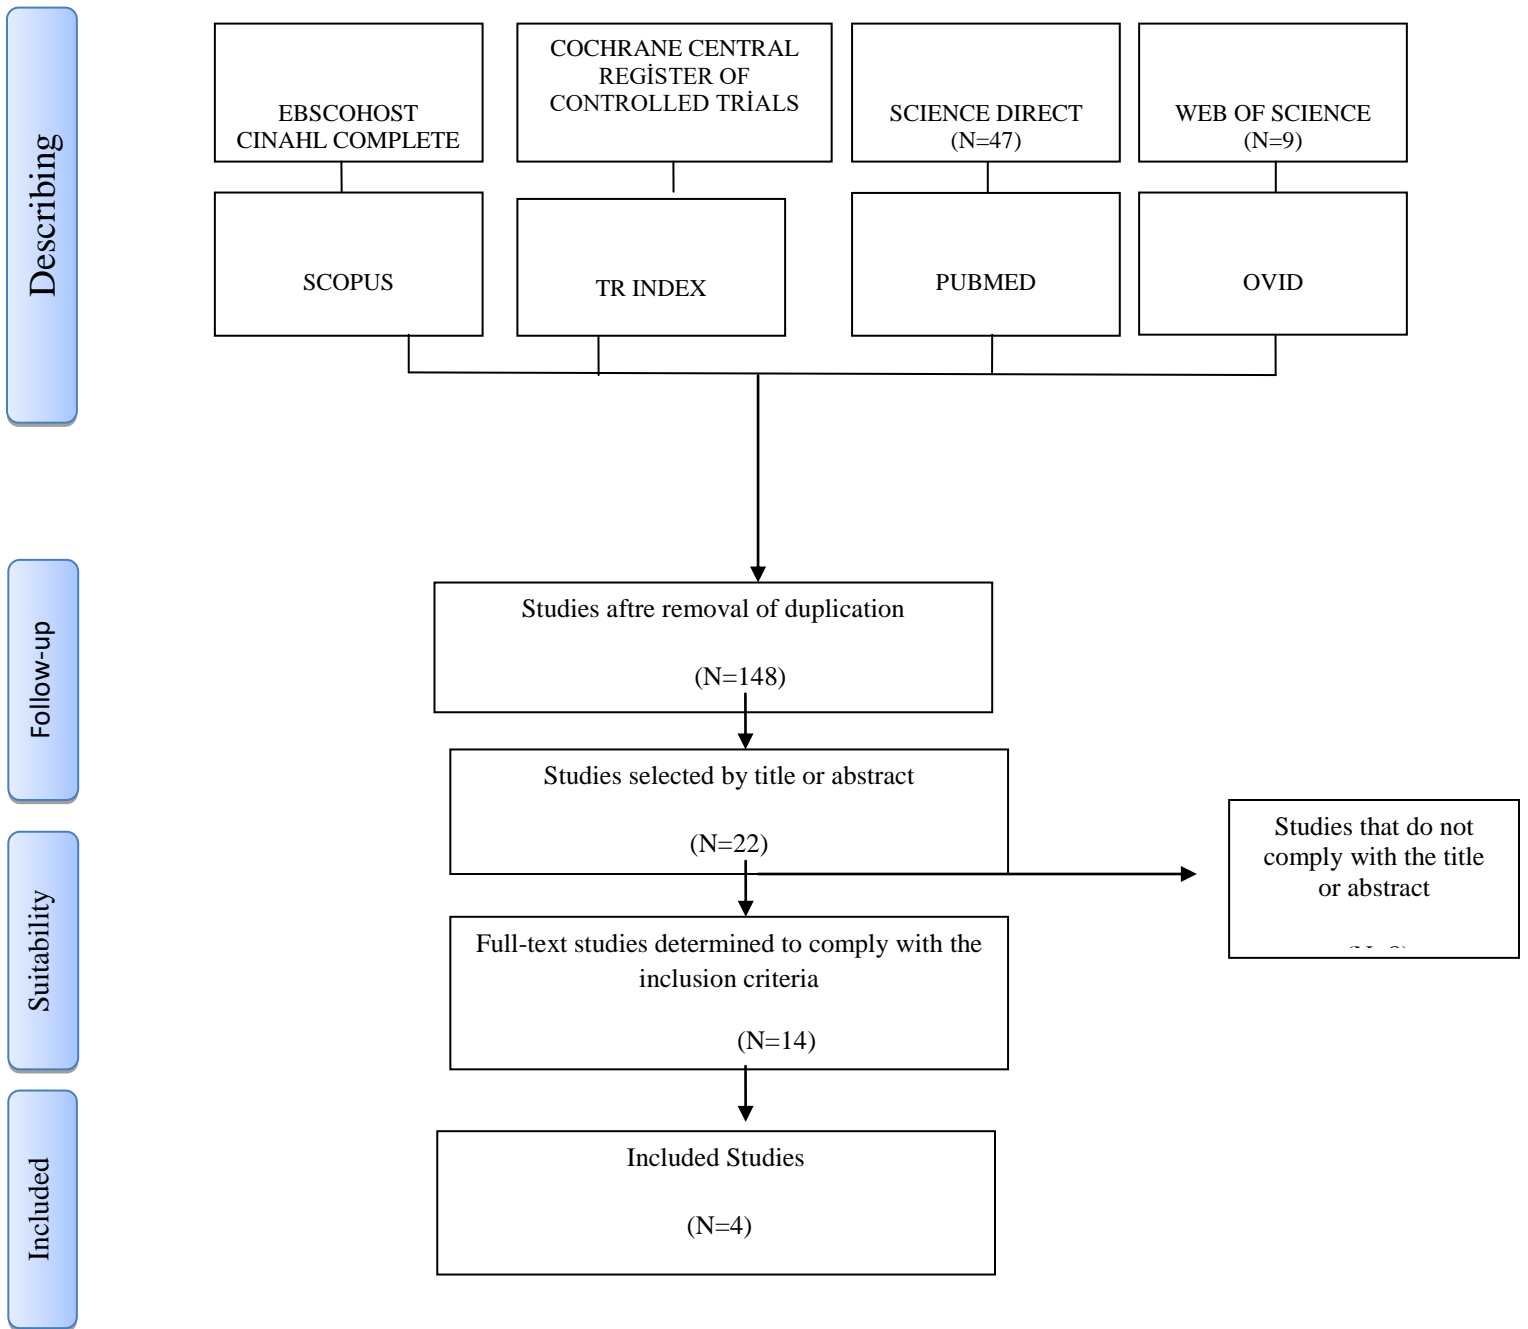 Describing
EBSCOHOST
CINAHL COMPLETE
COCHRANE CENTRAL
REGİSTER OF
CONTROLLED TRİALS
SCIENCE DIRECT
(N=47)
WEB OF SCIENCE
(N=9)
SCOPUS
TR INDEX
PUBMED
OVID
Follow-up
Studies aftre removal of duplication
(N=148)
Studies selected by title or abstract
(N=22)
Studies that do not
comply with the title
or abstract
Suitability
Full-text studies determined to comply with the
inclusion criteria
(N=14)
Included
Included Studies
(N=4)